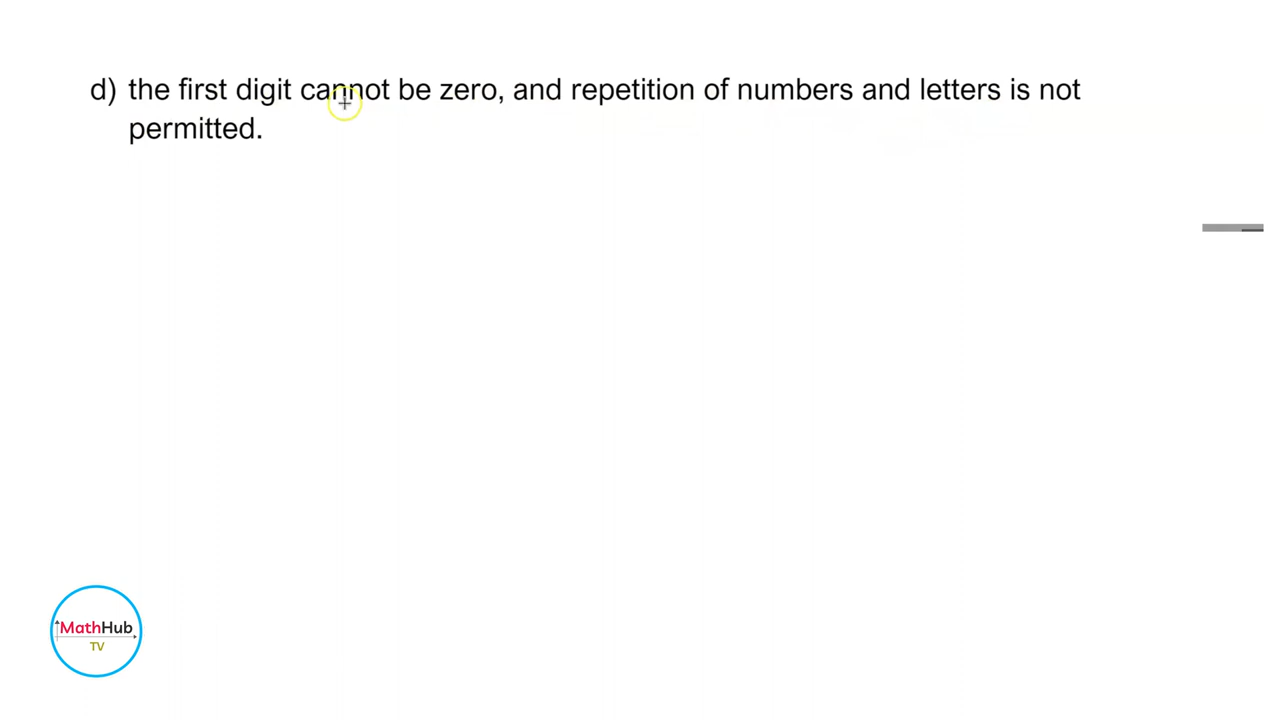 d) the first digit cannot be zero, and repetition of numbers and letters is not
permitted.
MathHub
TV